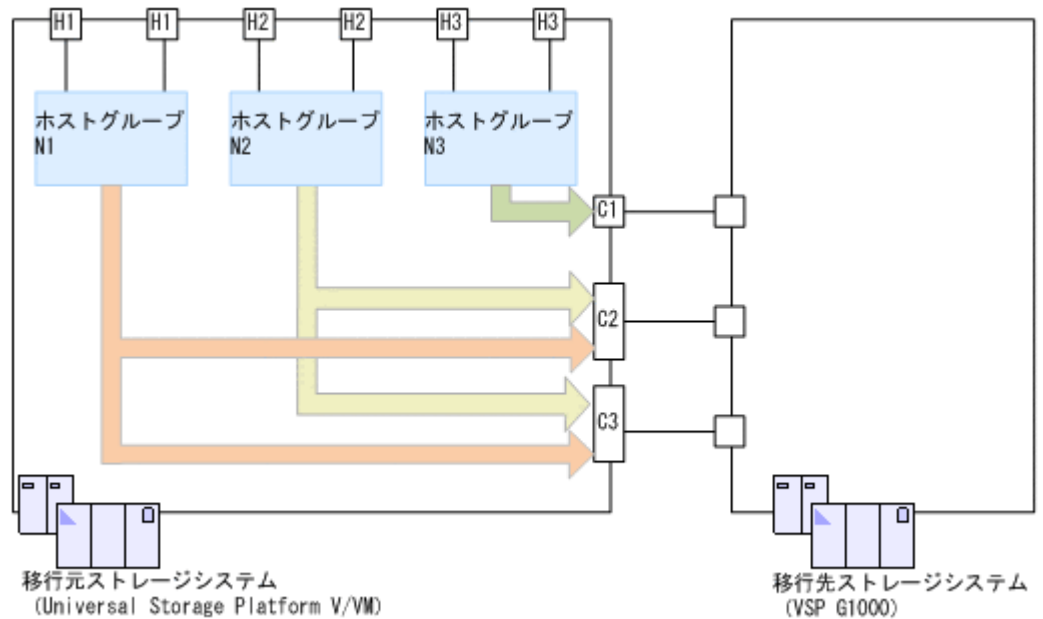 H1 H1 H2 H2 H3 H3
ホストグループ
N1
ホストグループ
N2
ホストグループ
N3
C1
C2
C3
移行元ストレージシステム
(Universal Storage Platform V/VM)
移行先ストレージシステム
(VSP G1000)